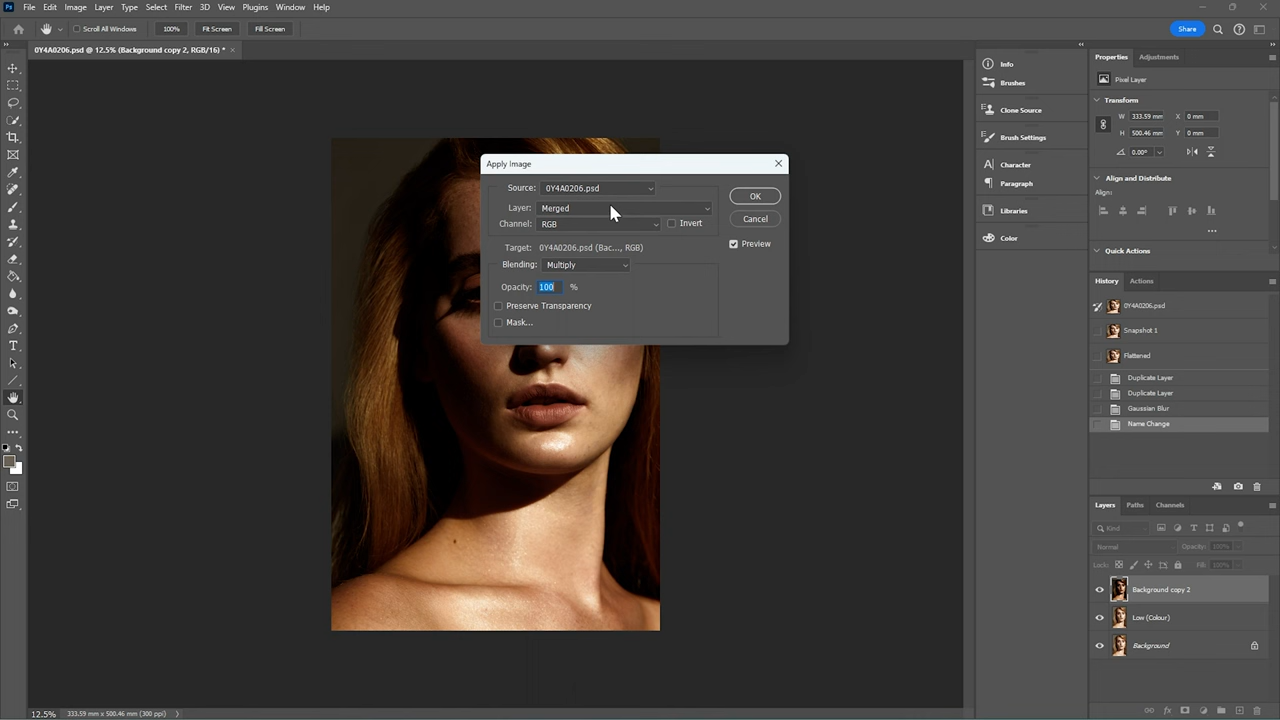 Ps File Edit Image Layer Type Select Filter 3D View Plugins Window Help
Scroll All Windows 100% Fit Screen Fill Screen Share
0Y4A0206.psd @ 12.5% (Background copy 2, RGB/16) *
Info
Brushes
Clone Source
Brush Settings
Character
Paragraph
Libraries
Color
Properties Adjustments
Pixel Layer
Transform
W 333.59 mm X 0 mm
H 500.46 mm Y 0 mm
0.00°
Align and Distribute
Align:
Quick Actions
History Actions
0Y4A0206.psd
Snapshot 1
Flattened
Duplicate Layer
Duplicate Layer
Gaussian Blur
Name Change
Layers Paths Channels
Kind
Normal Opacity: 100%
Lock: Fill: 100%
Background copy 2
Low (Colour)
Background
Apply Image
Source: 0Y4A0206.psd
Layer: Merged
Channel: RGB Invert
Target: 0Y4A0206.psd (Bac..., RGB)
Blending: Multiply
Opacity: 100 %
Preserve Transparency
Mask...
OK
Cancel
Preview
12.5% 333.59 mm x 500.46 mm (300 ppi)